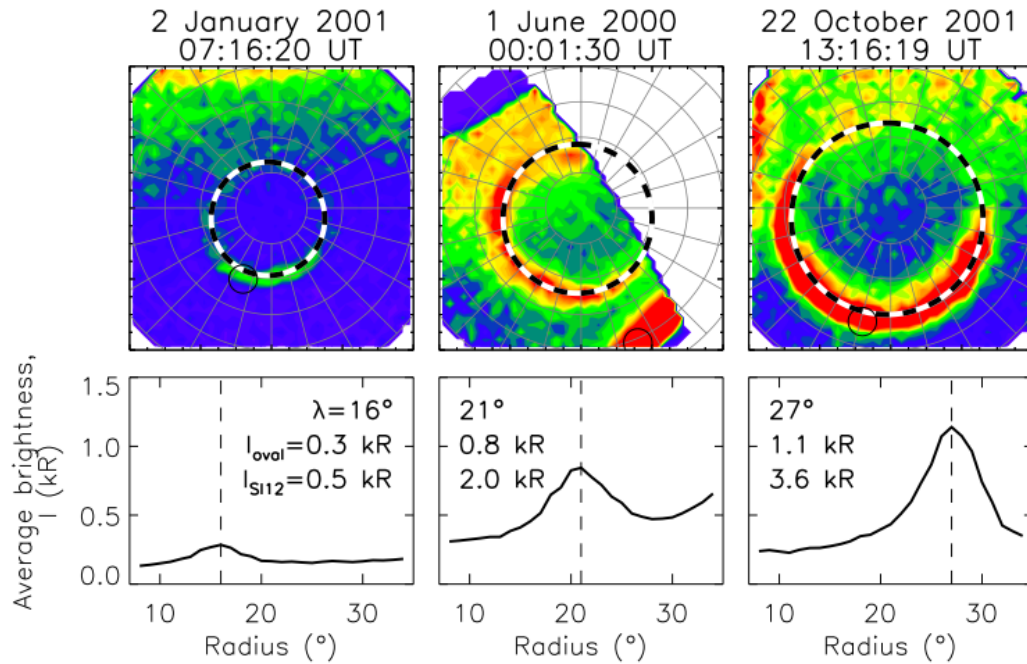 2 January 2001
07:16:20 UT
1 June 2000
00:01:30 UT
22 October 2001
13:16:19 UT
Average brightness,
I (kR)
1.5
1.0
0.5
0.0
λ=16°
I_oval=0.3 kR
I_SI12=0.5 kR
10 20 30
Radius (°)
21°
0.8 kR
2.0 kR
10 20 30
Radius (°)
27°
1.1 kR
3.6 kR
10 20 30
Radius (°)